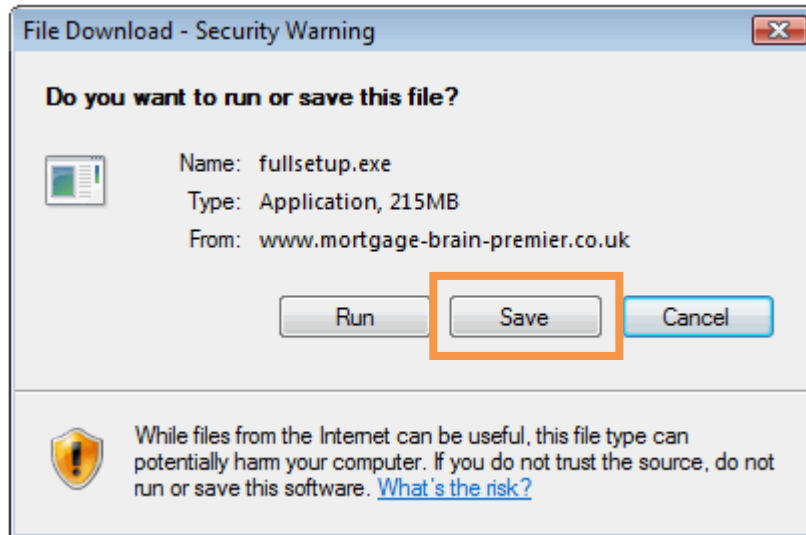 File Download - Security Warning
Do you want to run or save this file?
Name: fullsetup.exe
Type: Application, 215MB
From: www.mortgage-brain-premier.co.uk
Run Save Cancel
While files from the Internet can be useful, this file type can
potentially harm your computer. If you do not trust the source, do not
run or save this software. What's the risk?